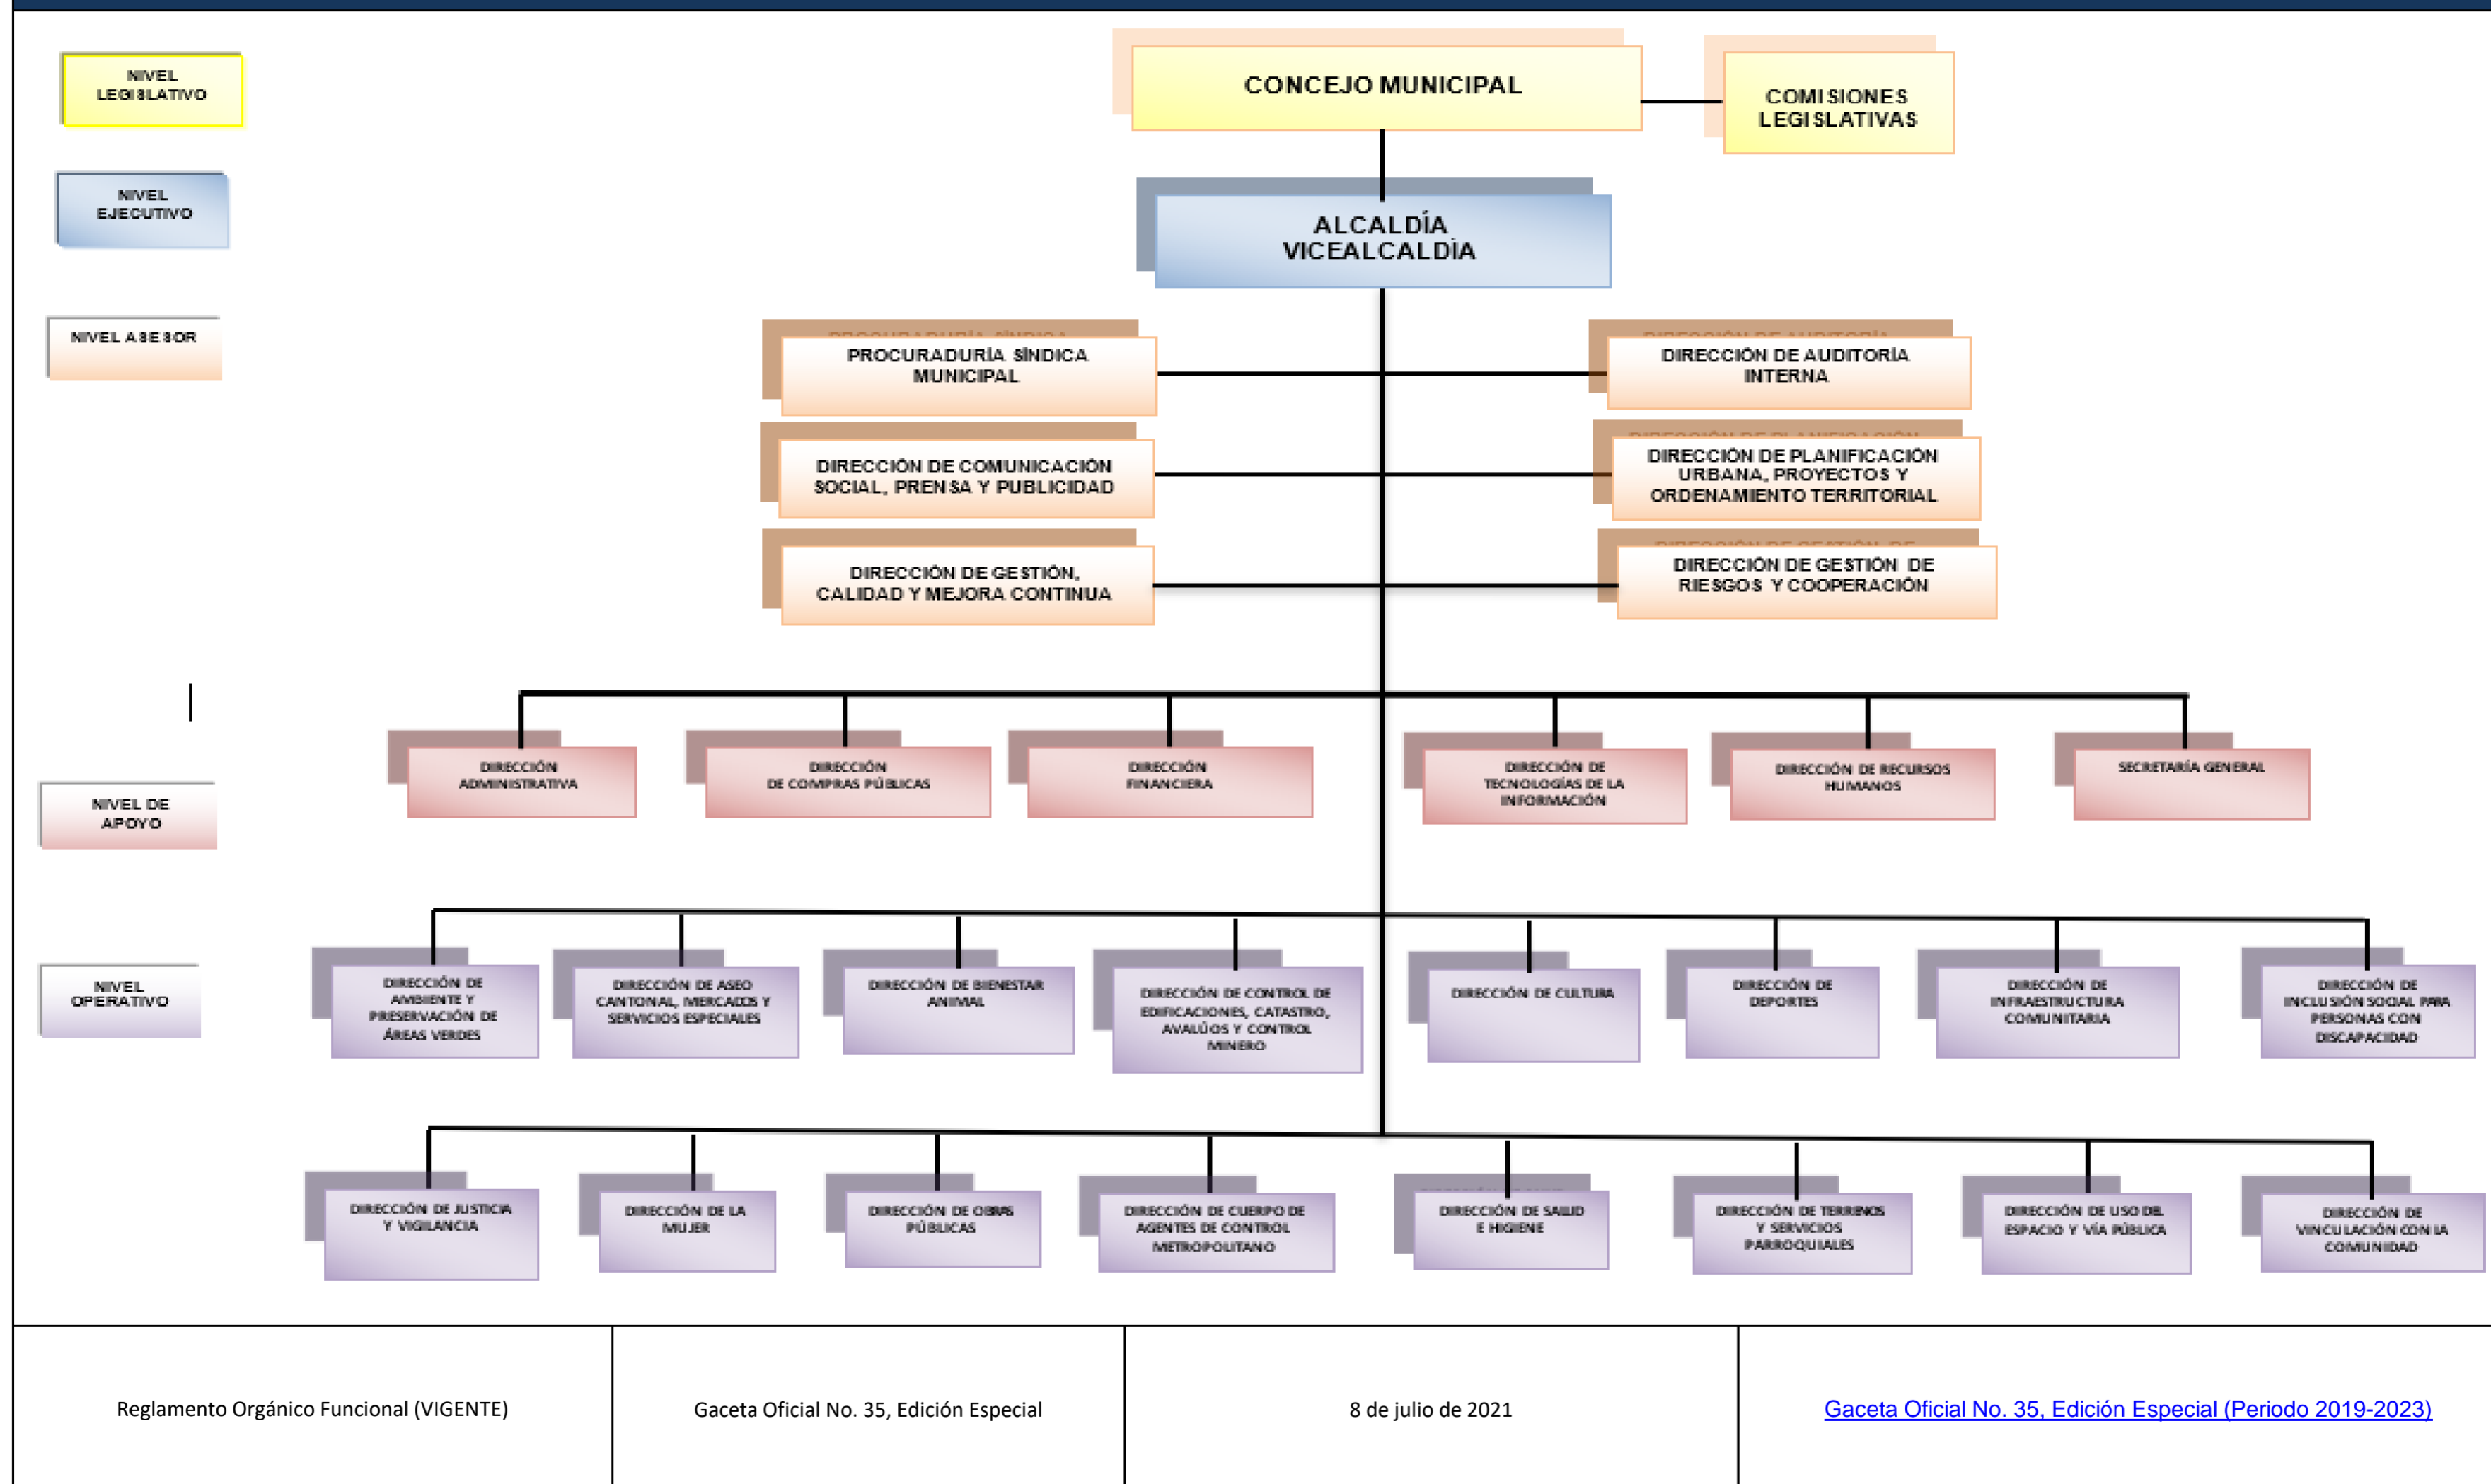 NIVEL
LEGISLATIVO
CONCEJO MUNICIPAL
COMISIONES
LEGISLATIVAS
NIVEL
EJECUTIVO
ALCALDÍA
VICEALCALDÌA
NIVEL ASESOR
PROCURADURÍA SÍNDICA
MUNICIPAL
DIRECCIÓN DE AUDITORÍA
INTERNA
DIRECCIÓN DE COMUNICACIÓN
SOCIAL, PRENSA Y PUBLICIDAD
DIRECCIÓN DE PLANIFICACIÓN
URBANA, PROYECTOS Y
ORDENAMIENTO TERRITORIAL
DIRECCIÓN DE GESTIÓN,
CALIDAD Y MEJORA CONTINUA
DIRECCIÓN DE GESTIÓN DE
RIESGOS Y COOPERACIÓN
NIVEL DE
APOYO
DIRECCIÓN
ADMINISTRATIVA
DIRECCIÓN
DE COMPRAS PÚBLICAS
DIRECCIÓN
FINANCIERA
DIRECCIÓN DE
TECNOLOGÍAS DE LA
INFORMACIÓN
DIRECCIÓN DE RECURSOS
HUMANOS
SECRETARÍA GENERAL
NIVEL
OPERATIVO
DIRECCIÓN DE
AMBIENTE Y
PRESERVACIÓN DE
ÁREAS VERDES
DIRECCIÓN DE ASEO
CANTONAL, MERCADOS Y
SERVICIOS ESPECIALES
DIRECCIÓN DE BIENESTAR
ANIMAL
DIRECCIÓN DE CONTROL DE
EDIFICACIONES, CATASTRO,
AVALÚOS Y CONTROL
MINERO
DIRECCIÓN DE CULTURA
DIRECCIÓN DE
DEPORTES
DIRECCIÓN DE
INFRAESTRUCTURA
COMUNITARIA
DIRECCIÓN DE
INCLUSIÓN SOCIAL PARA
PERSONAS CON
DISCAPACIDAD
DIRECCIÓN DE JUSTICIA
Y VIGILANCIA
DIRECCIÓN DE LA
MUJER
DIRECCIÓN DE OBRAS
PÚBLICAS
DIRECCIÓN DE CUERPO DE
AGENTES DE CONTROL
METROPOLITANO
DIRECCIÓN DE SALUD
E HIGIENE
DIRECCIÓN DE TERRENOS
Y SERVICIOS
PARROQUIALES
DIRECCIÓN DE USO DEL
ESPACIO Y VÍA PÚBLICA
DIRECCIÓN DE
VINCULACIÓN CON LA
COMUNIDAD
Reglamento Orgánico Funcional (VIGENTE)
Gaceta Oficial No. 35, Edición Especial
8 de julio de 2021
Gaceta Oficial No. 35, Edición Especial (Periodo 2019-2023)